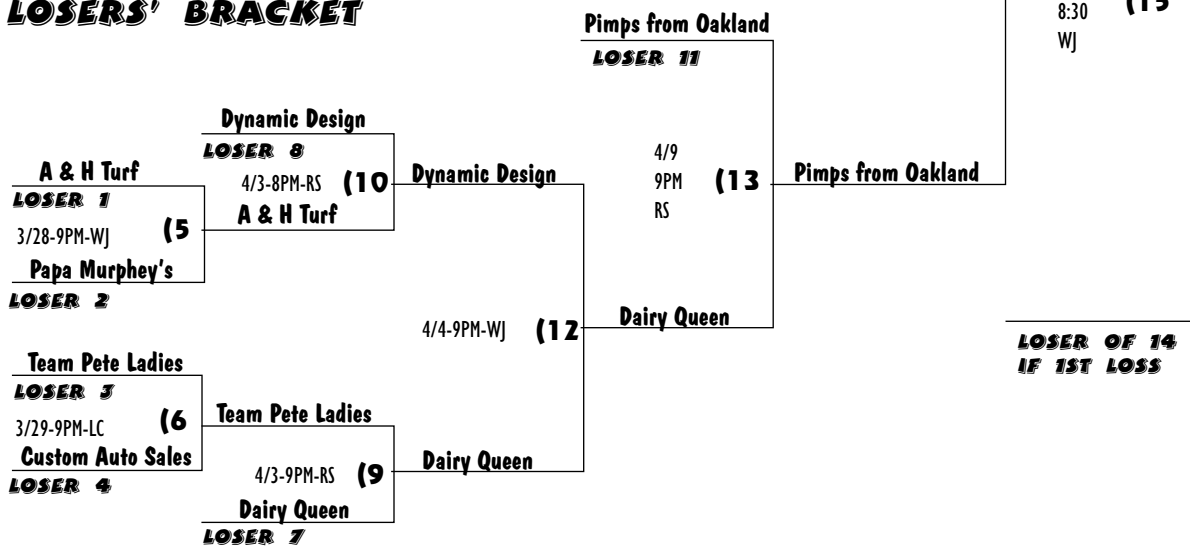 LOSERS' BRACKET
8:30
(15
WJ
Pimps from Oakland
LOSER 11
Dynamic Design
LOSER 8
4/3-8PM-RS (10
A & H Turf
A & H Turf
LOSER 1
3/28-9PM-WJ (5
Papa Murphey's
LOSER 2
Dynamic Design
4/9
9PM (13
RS
Pimps from Oakland
4/4-9PM-WJ (12
Dairy Queen
LOSER OF 14
IF 1ST LOSS
Team Pete Ladies
LOSER 3
3/29-9PM-LC (6
Custom Auto Sales
LOSER 4
Team Pete Ladies
4/3-9PM-RS (9
Dairy Queen
LOSER 7
Dairy Queen